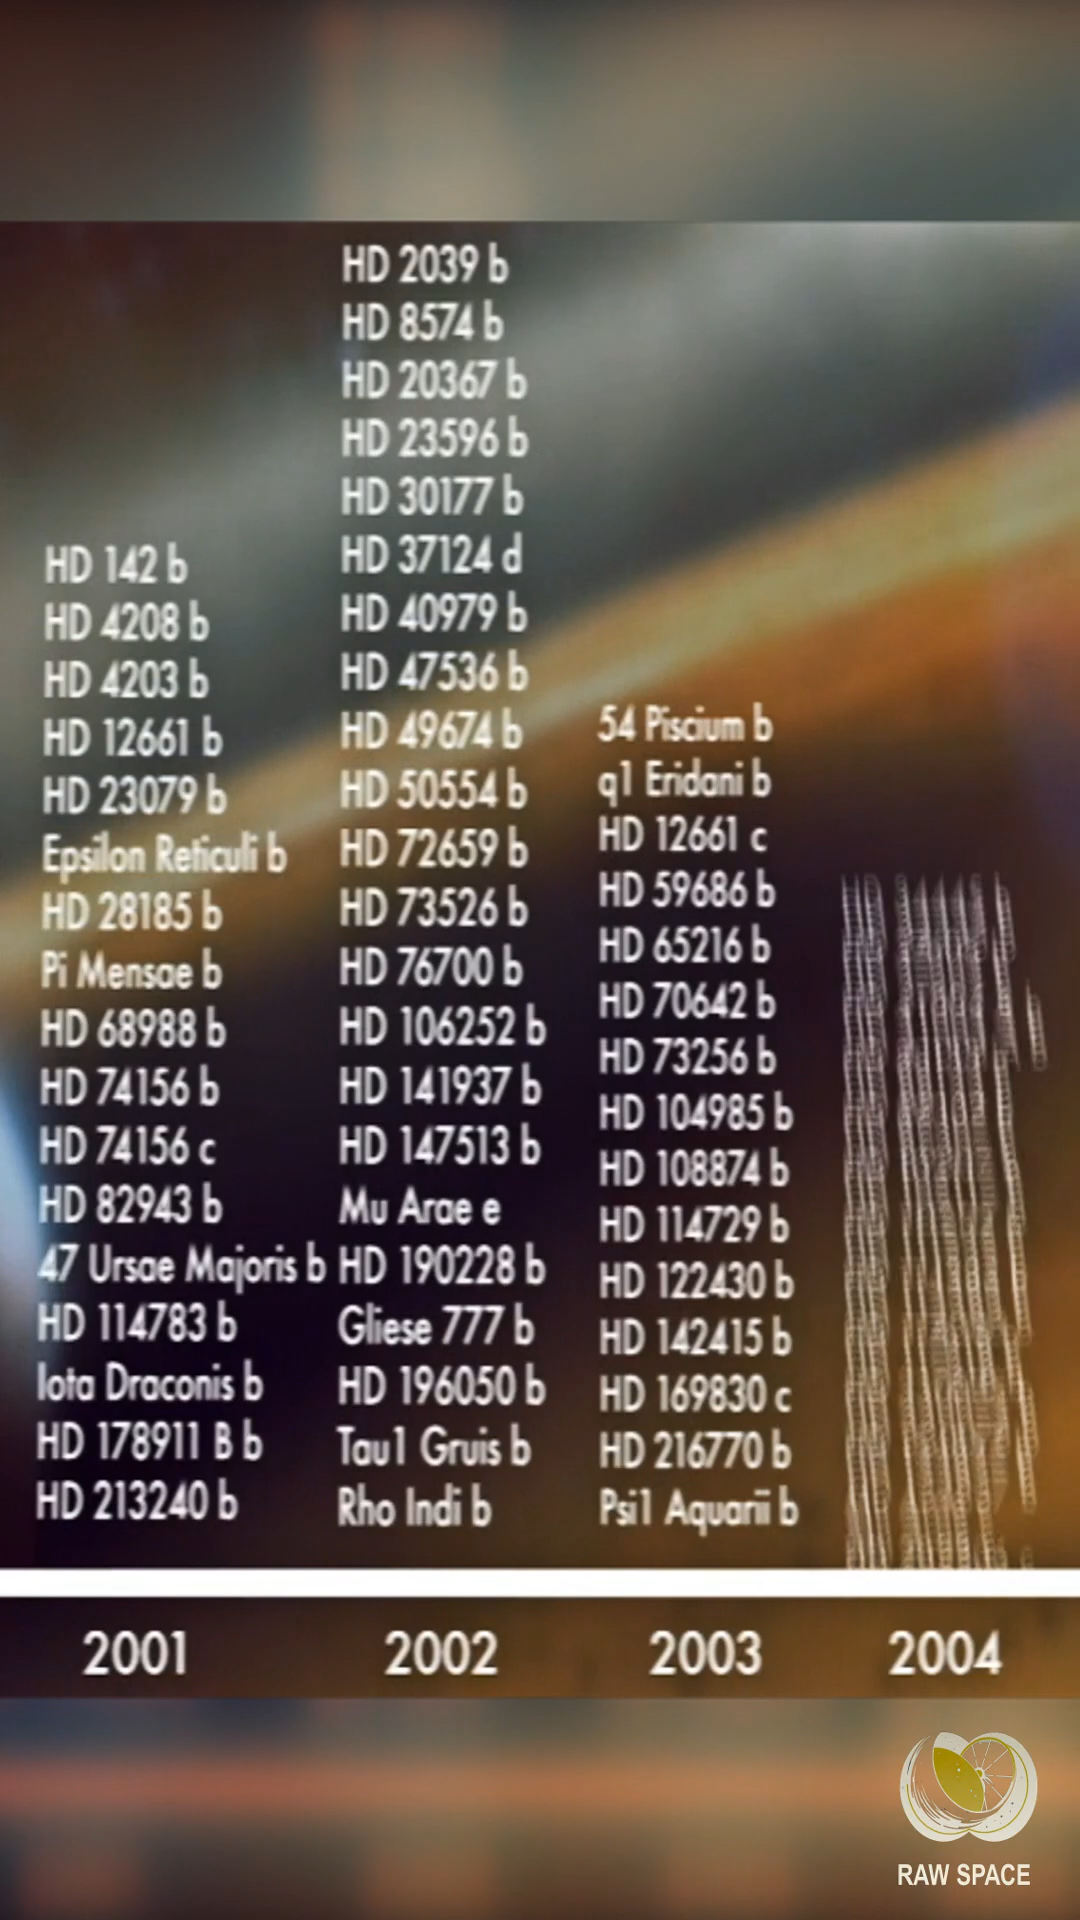 HD 142 b
HD 4208 b
HD 4203 b
HD 12661 b
HD 23079 b
Epsilon Reticuli b
HD 28185 b
Pi Mensae b
HD 68988 b
HD 74156 b
HD 74156 c
HD 82943 b
47 Ursae Majoris b
HD 114783 b
Iota Draconis b
HD 178911 B b
HD 213240 b
2001
HD 2039 b
HD 8574 b
HD 20367 b
HD 23596 b
HD 30177 b
HD 37124 d
HD 40979 b
HD 47536 b
HD 49674 b
HD 50554 b
HD 72659 b
HD 73526 b
HD 76700 b
HD 106252 b
HD 141937 b
HD 147513 b
Mu Arae e
HD 190228 b
Gliese 777 b
HD 196050 b
Tau1 Gruis b
Rho Indi b
2002
54 Piscium b
q1 Eridani b
HD 12661 c
HD 59686 b
HD 65216 b
HD 70642 b
HD 73256 b
HD 104985 b
HD 108874 b
HD 114729 b
HD 122430 b
HD 142415 b
HD 169830 c
HD 216770 b
Psi1 Aquarii b
2003
2004
RAW SPACE